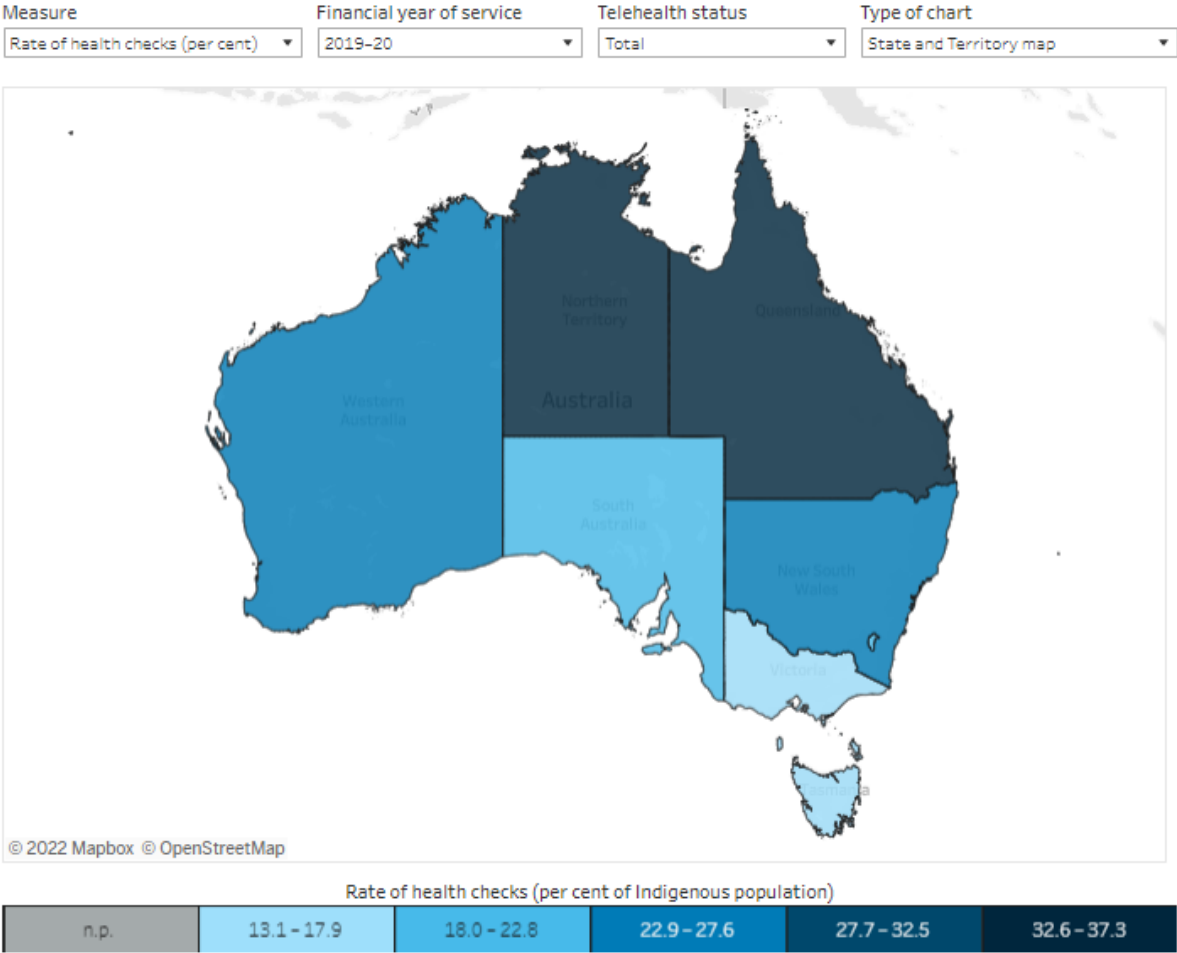 Measure
Financial year of service
Telehealth status
Type of chart
Rate of health checks (per cent)
2019–20
Total
State and Territory map
Northern
Territory
Queensland
Western
Australia
Australia
South
Australia
New South
Wales
Victoria
Tasmania
© 2022 Mapbox © OpenStreetMap
Rate of health checks (per cent of Indigenous population)
n.p.
13.1 – 17.9
18.0 – 22.8
22.9 – 27.6
27.7 – 32.5
32.6 – 37.3